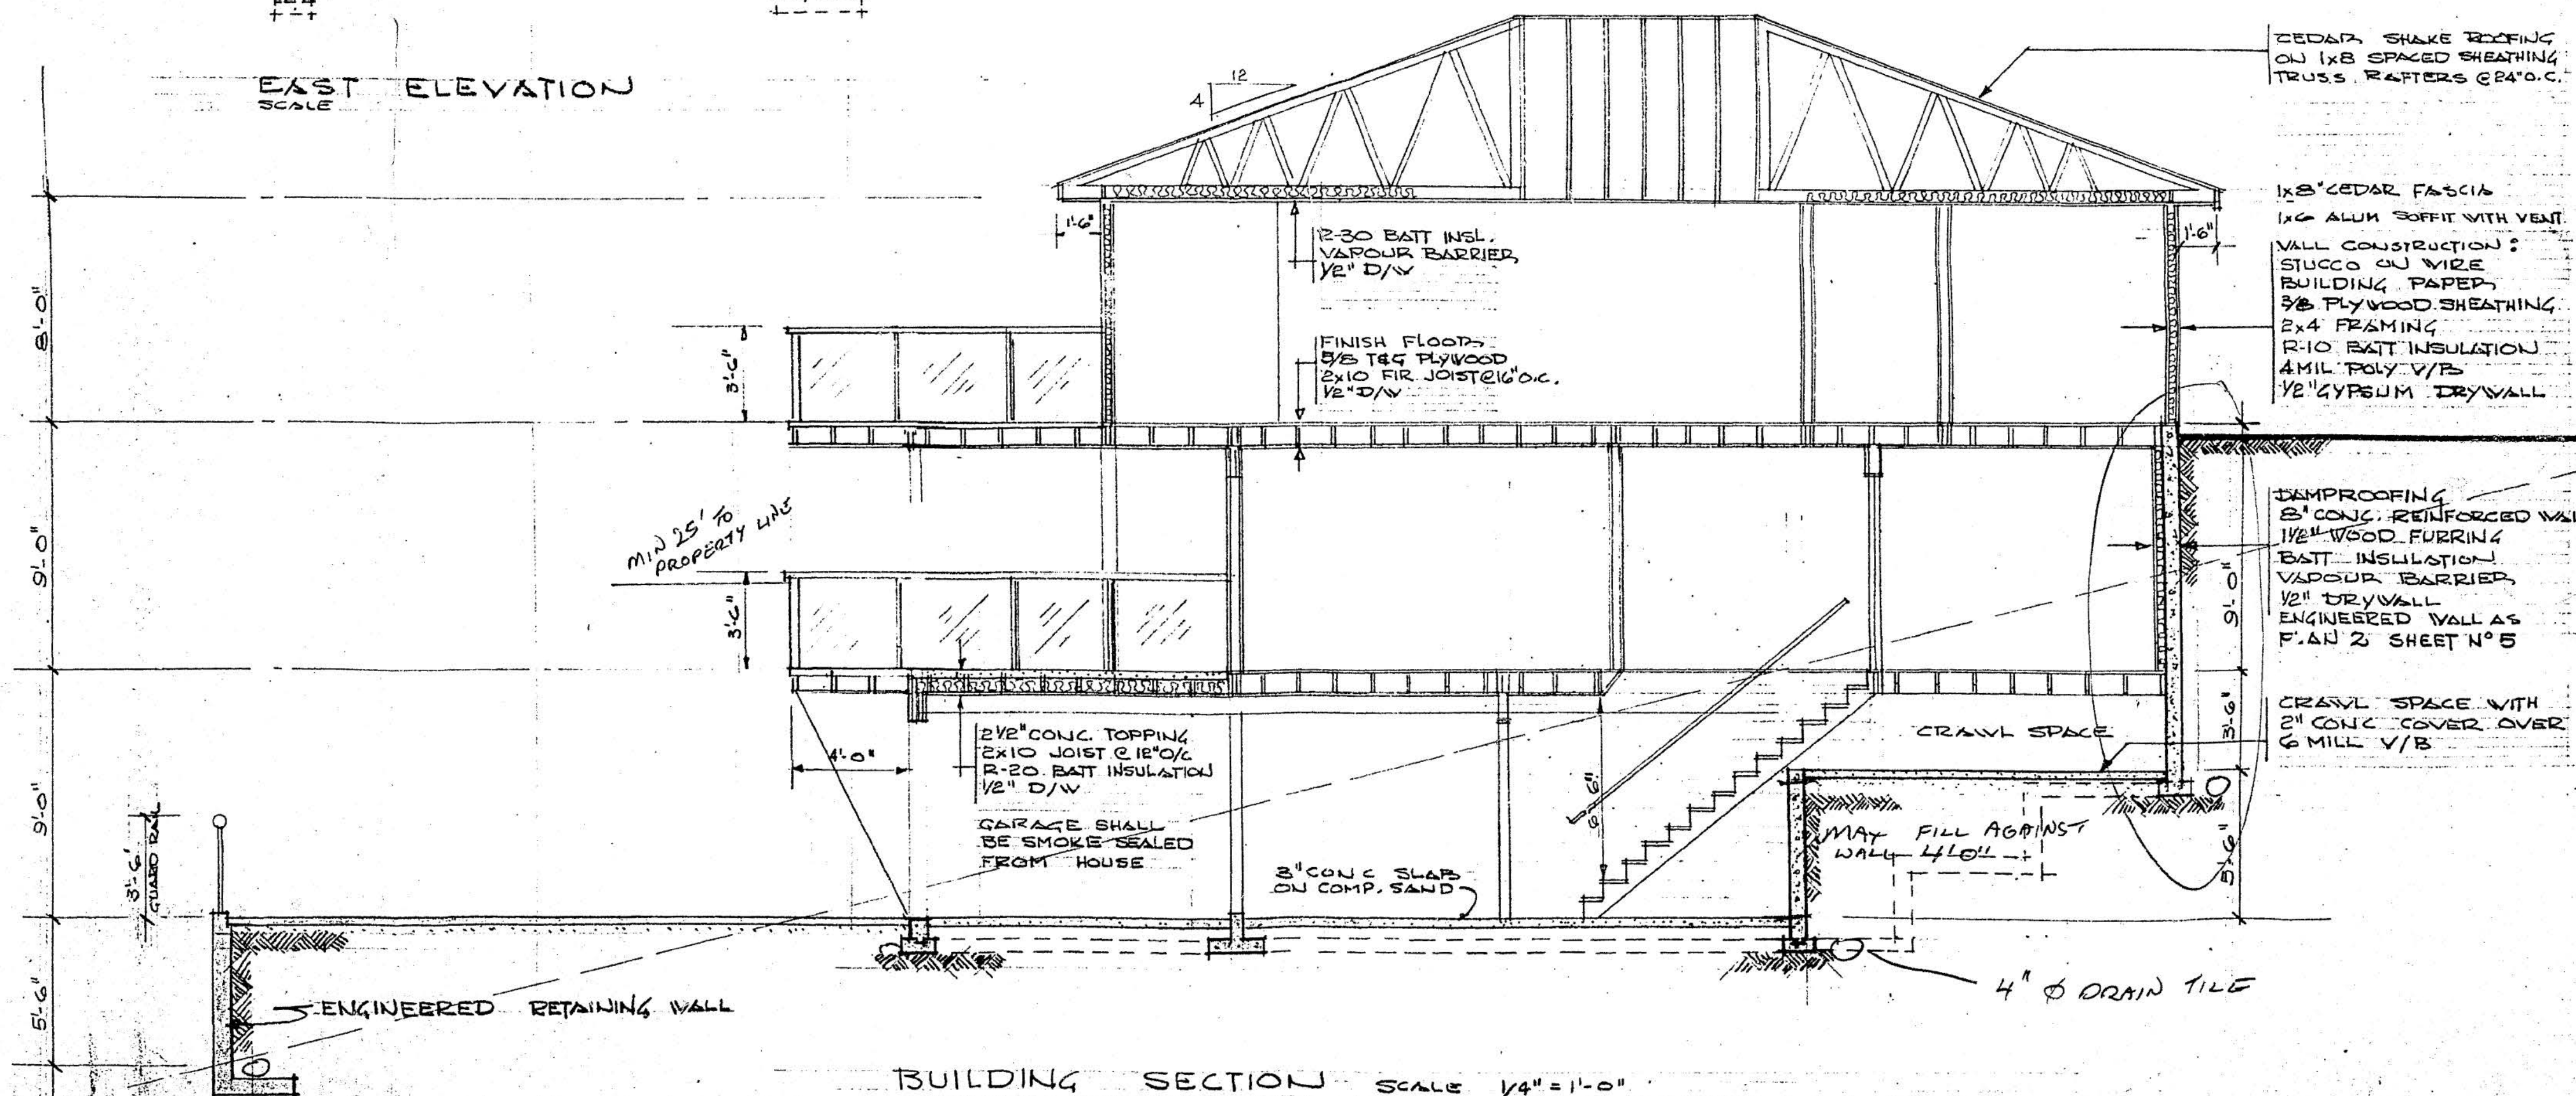 EAST ELEVATION
SCALE
12
4
CEDAR SHAKE ROOFING
ON 1x8 SPACED SHEATHING
TRUSS RAFTERS @24"O.C.
1x8"CEDAR FASCIA
1x6 ALUM SOFFIT WITH VENT.
WALL CONSTRUCTION:
STUCCO ON WIRE
BUILDING PAPER
3/8 PLYWOOD SHEATHING
2x4 FRAMING
R-10 BATT INSULATION
4 MIL POLY V/B
1/2" GYPSUM DRYWALL
1'-6"
1'-6"
R-30 BATT INSL.
VAPOUR BARRIER
1/2" D/W
FINISH FLOOR
5/8 T&G PLYWOOD
2x10 FIR JOIST@16"O.C.
1/2" D/W
8'-0"
3'-6"
9'-0"
MIN 25' TO
PROPERTY LINE
3'-6"
DAMPROOFING
8" CONC. REINFORCED
1 1/2" WOOD FURRING
BATT INSULATION
VAPOUR BARRIER
1/2" DRYWALL
ENGINEERED WALL AS
2 SHEET Nº 5
9'-0"
CRAWL SPACE WITH
2" CONC COVER OVER
6 MILL V/B
3'-6"
CRAWL SPACE
2 1/2" CONC. TOPPING
2x10 JOIST @ 12"O/C
R-20 BATT INSULATION
1/2" D/W
4'-0"
6'-6"
GARAGE SHALL
BE SMOKE SEALED
FROM HOUSE
3" CONC SLAB
ON COMP. SAND
MAY FILL AGAINST
WALL 4'0"
5'-6"
9'-0"
3'-6"
GUARD RAIL
5'-6"
ENGINEERED RETAINING WALL
4" Ø DRAIN TILE
BUILDING SECTION SCALE 1/4" = 1'-0"